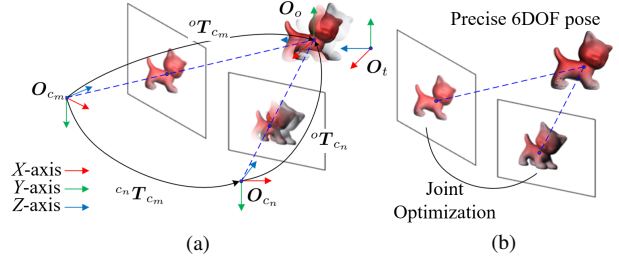 ᵒT_{c_m}
O_o
Precise 6DOF pose
O_t
O_{c_m}
ᵒT_{c_n}
X-axis
Y-axis
Z-axis
^{c_n}T_{c_m}
O_{c_n}
Joint
Optimization
(a)
(b)